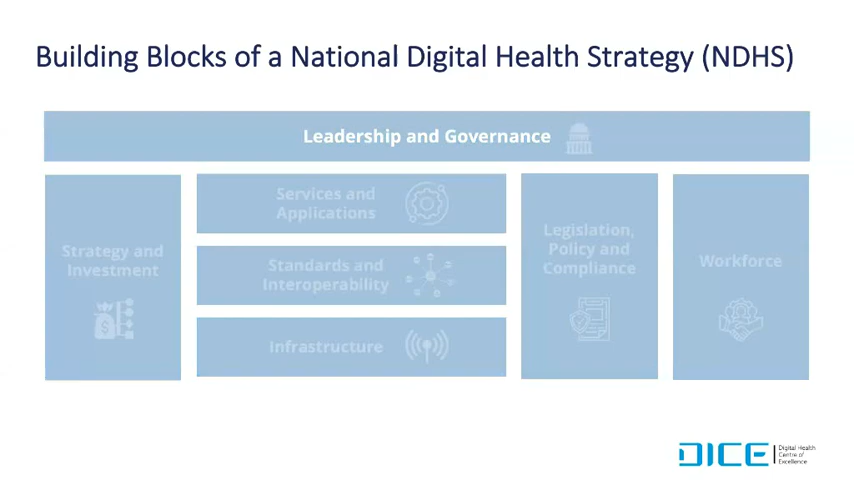 Building Blocks of a National Digital Health Strategy (NDHS)
Leadership and Governance
Strategy and
Investment
$
Services and
Applications
Standards and
Interoperability
Infrastructure
Legislation,
Policy and
Compliance
Workforce
DICE
Digital Health
Centre of
Excellence